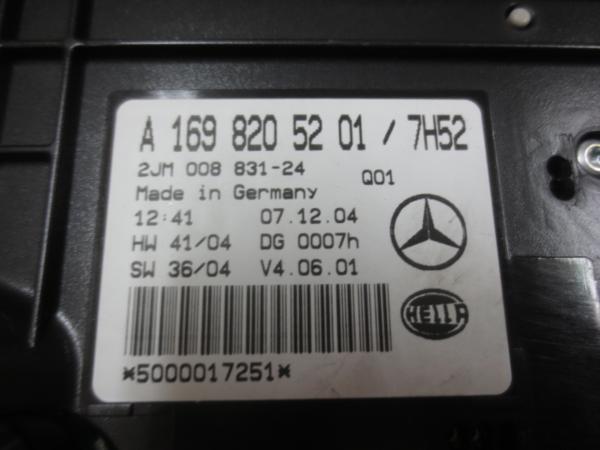 A 169 820 52 01 / 7H52
2JM 008 831-24 Q01
Made in Germany
12:41 07.12.04
HW 41/04 DG 0007h
SW 36/04 V4.06.01
HELLA
*5000017251*